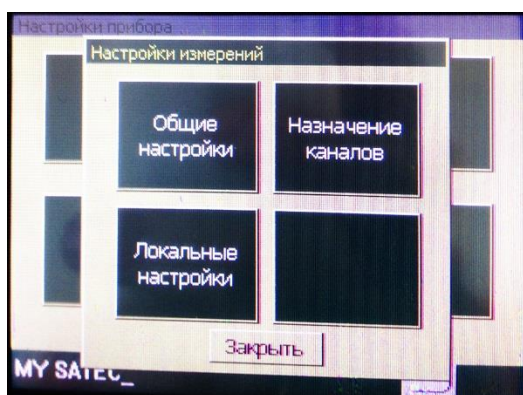 Настройки прибора
Настройки измерений
Общие
настройки
Назначение
каналов
Локальные
настройки
Закрыть
MY SATEC_